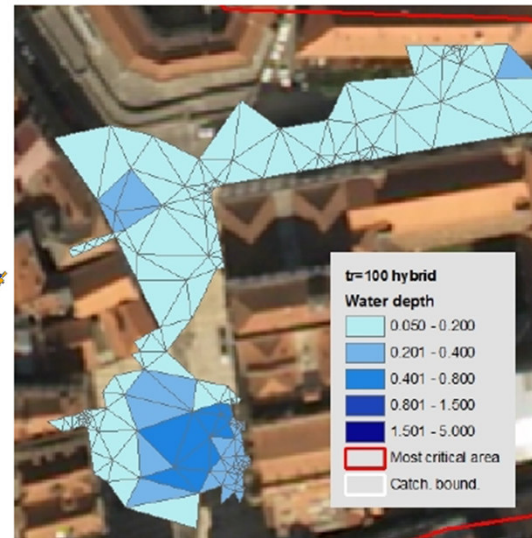 tr=100 hybrid
Water depth
0.050 - 0.200
0.201 - 0.400
0.401 - 0.800
0.801 - 1.500
1.501 - 5.000
Most critical area
Catch. bound.